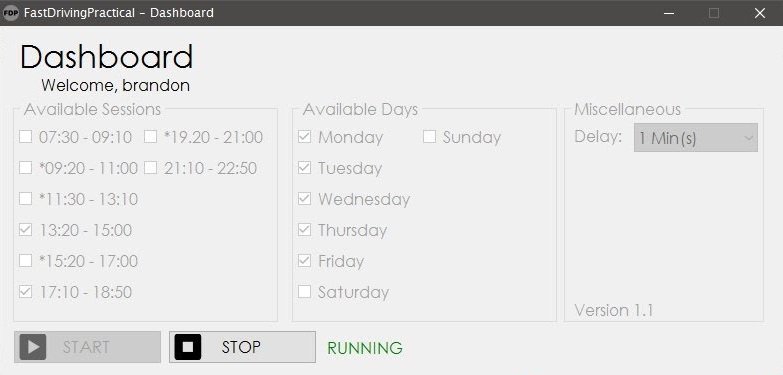 FDP FastDrivingPractical - Dashboard
Dashboard
Welcome, brandon
Available Sessions
07:30 - 09:10 *19.20 - 21:00
*09:20 - 11:00 21:10 - 22:50
*11:30 - 13:10
13:20 - 15:00
*15:20 - 17:00
17:10 - 18:50
Available Days
Monday Sunday
Tuesday
Wednesday
Thursday
Friday
Saturday
Miscellaneous
Delay: 1 Min(s)
Version 1.1
START STOP RUNNING